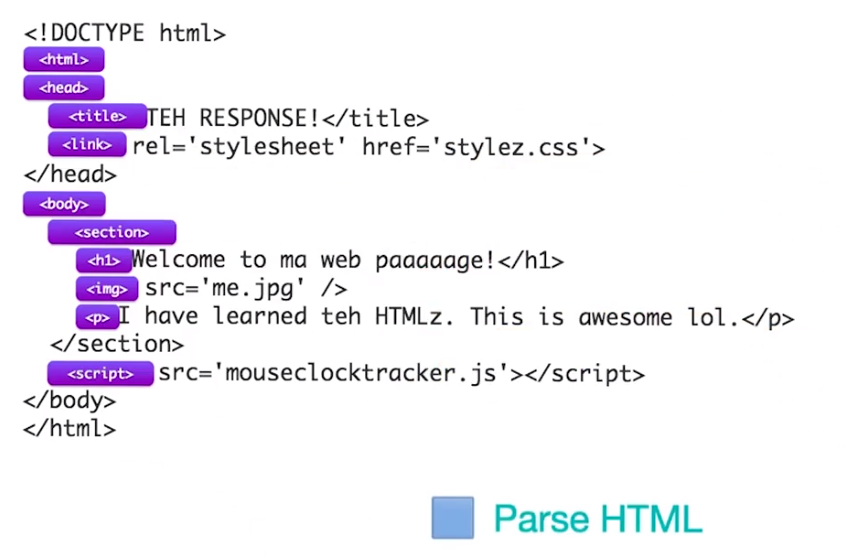 <!DOCTYPE html>
<html>
<head>
<title> TEH RESPONSE!</title>
<link> rel='stylesheet' href='stylez.css'>
</head>
<body>
<section>
<h1> Welcome to ma web paaaaage!</h1>
<img> src='me.jpg' />
<p> I have learned teh HTMLz. This is awesome lol.</p>
</section>
<script> src='mouseclocktracker.js'></script>
</body>
</html>
Parse HTML